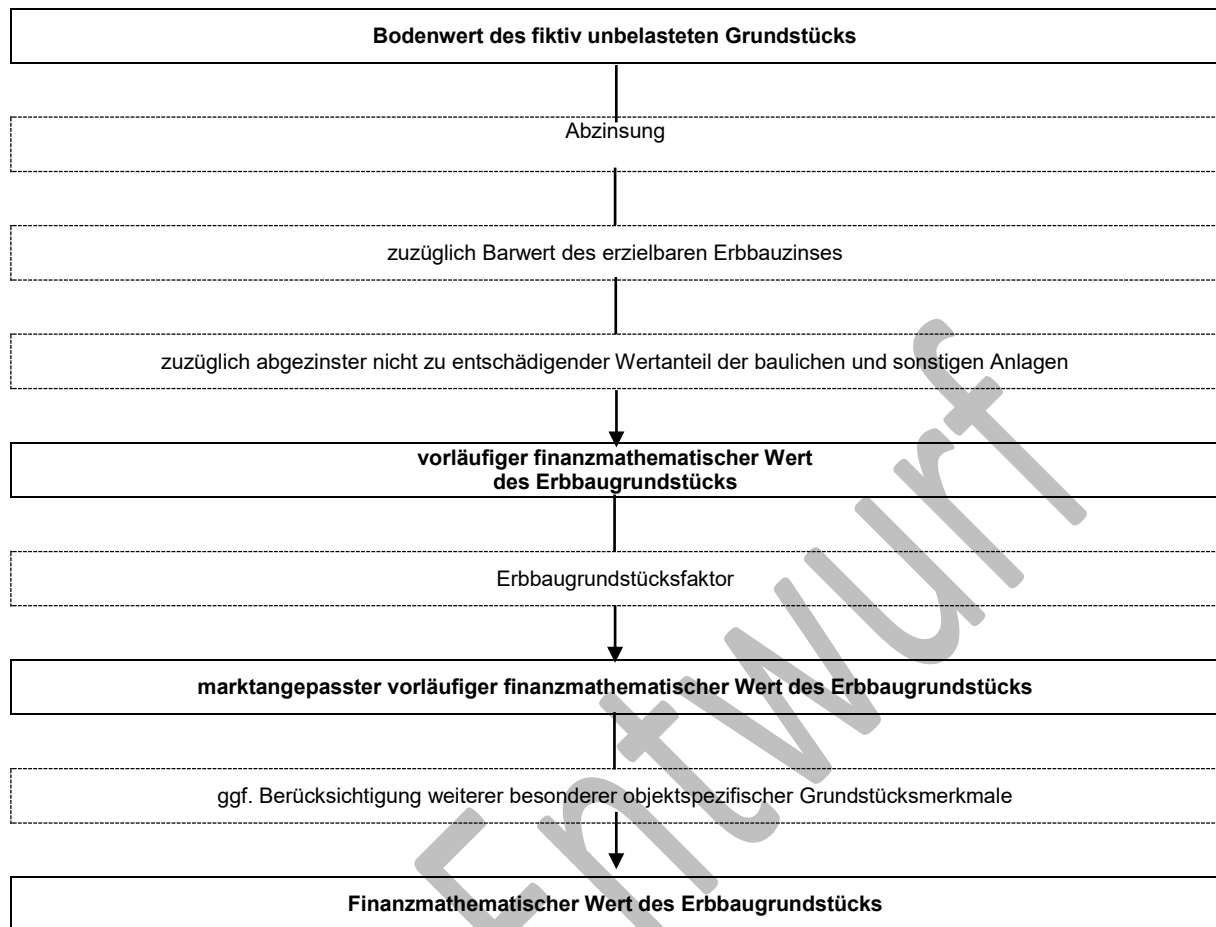 Bodenwert des fiktiv unbelasteten Grundstücks
Abzinsung
zuzüglich Barwert des erzielbaren Erbbauzinses
zuzüglich abgezinster nicht zu entschädigender Wertanteil der baulichen und sonstigen Anlagen
vorläufiger finanzmathematischer Wert
des Erbbaugrundstücks
Erbbaugrundstücksfaktor
marktangepasster vorläufiger finanzmathematischer Wert des Erbbaugrundstücks
ggf. Berücksichtigung weiterer besonderer objektspezifischer Grundstücksmerkmale
Finanzmathematischer Wert des Erbbaugrundstücks
Entwurf